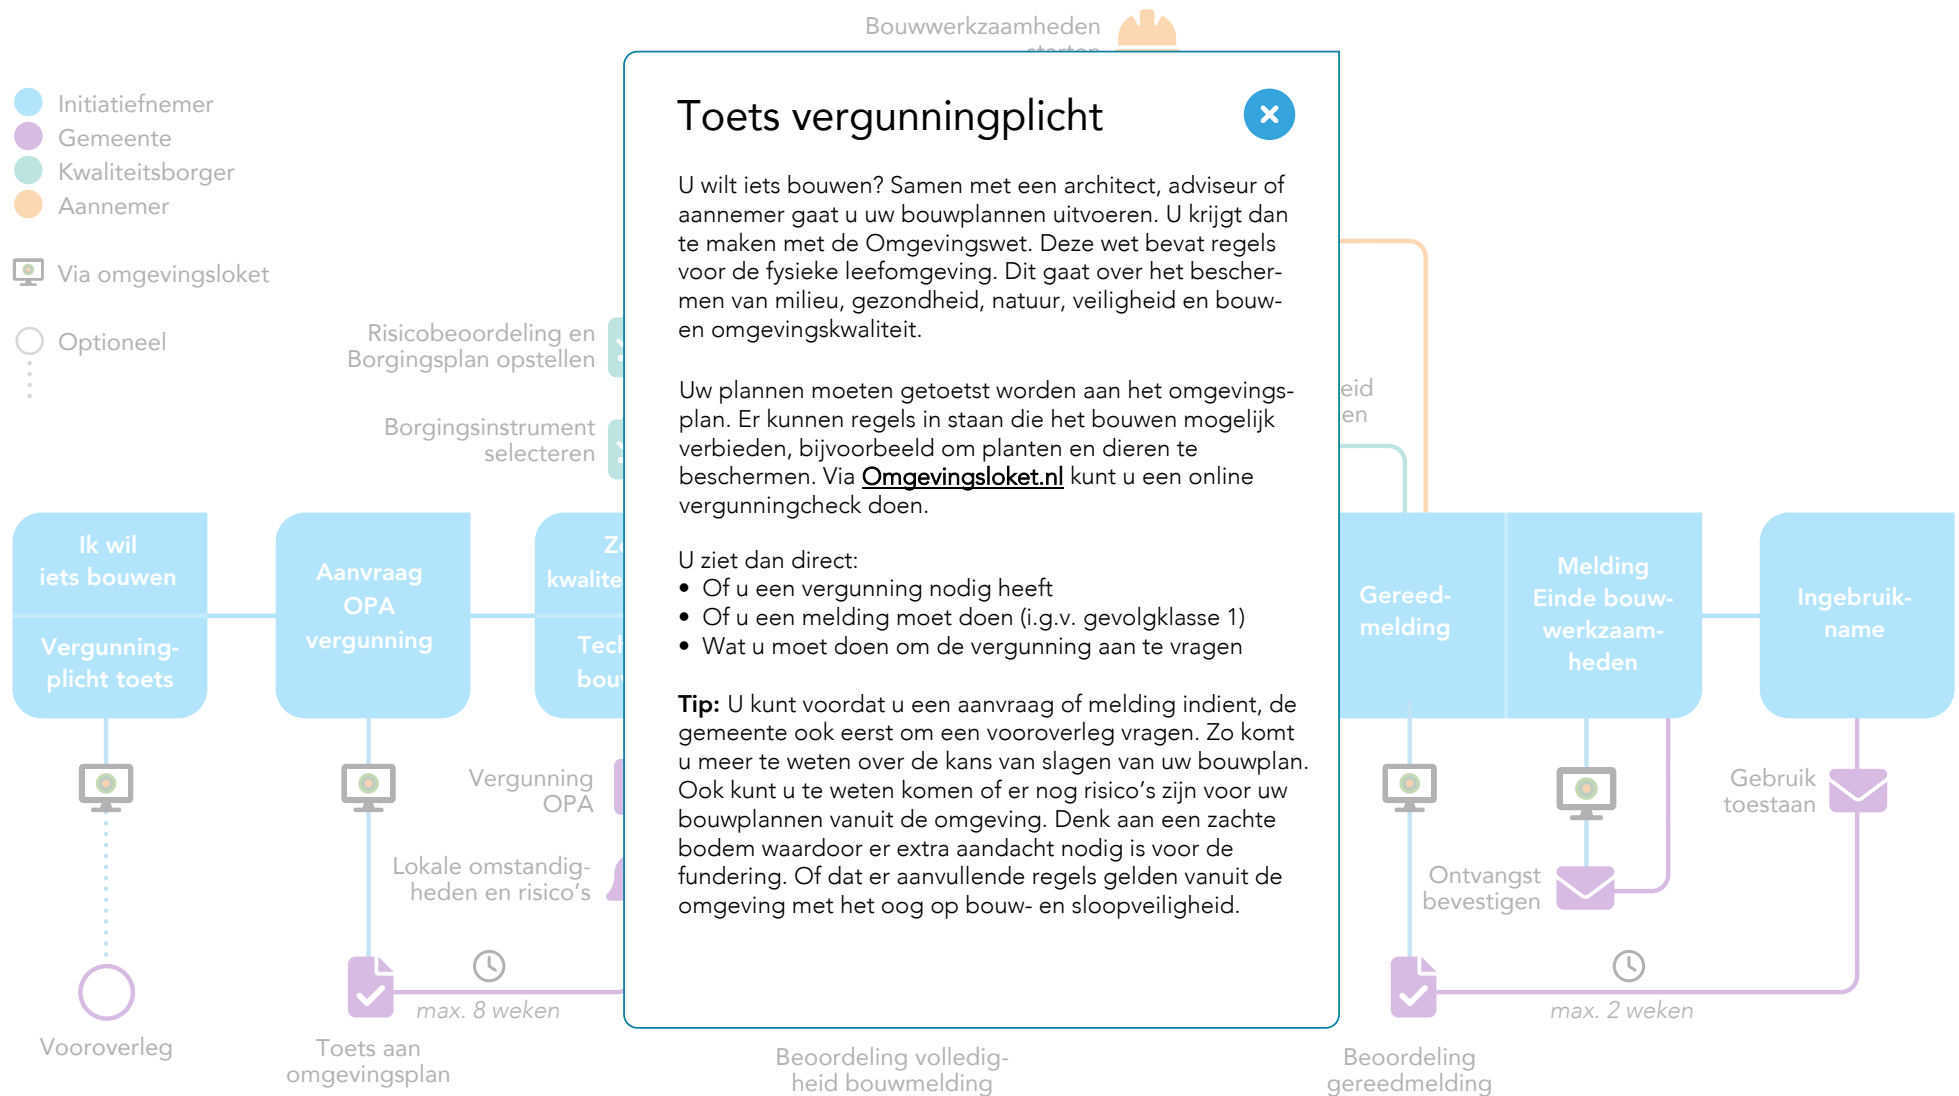 Bouwwerkzaamheden
Initiatiefnemer
Gemeente
Kwaliteitsborger
Aannemer
Via omgevingsloket
Optioneel
Risicobeoordeling en
Borgingsplan opstellen
Borgingsinstrument
selecteren
Toets vergunningplicht
U wilt iets bouwen? Samen met een architect, adviseur of
aannemer gaat u uw bouwplannen uitvoeren. U krijgt dan
te maken met de Omgevingswet. Deze wet bevat regels
voor de fysieke leefomgeving. Dit gaat over het bescher-
men van milieu, gezondheid, natuur, veiligheid en bouw-
en omgevingskwaliteit.
Uw plannen moeten getoetst worden aan het omgevings-
plan. Er kunnen regels in staan die het bouwen mogelijk
verbieden, bijvoorbeeld om planten en dieren te
beschermen. Via Omgevingsloket.nl kunt u een online
vergunningcheck doen.
U ziet dan direct:
• Of u een vergunning nodig heeft
• Of u een melding moet doen (i.g.v. gevolgklasse 1)
• Wat u moet doen om de vergunning aan te vragen
Tip: U kunt voordat u een aanvraag of melding indient, de
gemeente ook eerst om een vooroverleg vragen. Zo komt
u meer te weten over de kans van slagen van uw bouwplan.
Ook kunt u te weten komen of er nog risico's zijn voor uw
bouwplannen vanuit de omgeving. Denk aan een zachte
bodem waardoor er extra aandacht nodig is voor de
fundering. Of dat er aanvullende regels gelden vanuit de
omgeving met het oog op bouw- en sloopveiligheid.
eid
en
Ik wil
iets bouwen
Vergunning-
plicht toets
Aanvraag
OPA
vergunning
kwalite
Tech
Gereed-
melding
Melding
Einde bouw-
werkzaam-
heden
Ingebruik-
name
Vergunning
OPA
Lokale omstandig-
heden en risico's
Gebruik
toestaan
Ontvangst
bevestigen
max. 8 weken
max. 2 weken
Vooroverleg
Toets aan
omgevingsplan
Beoordeling volledig-
heid bouwmelding
Beoordeling
gereedmelding